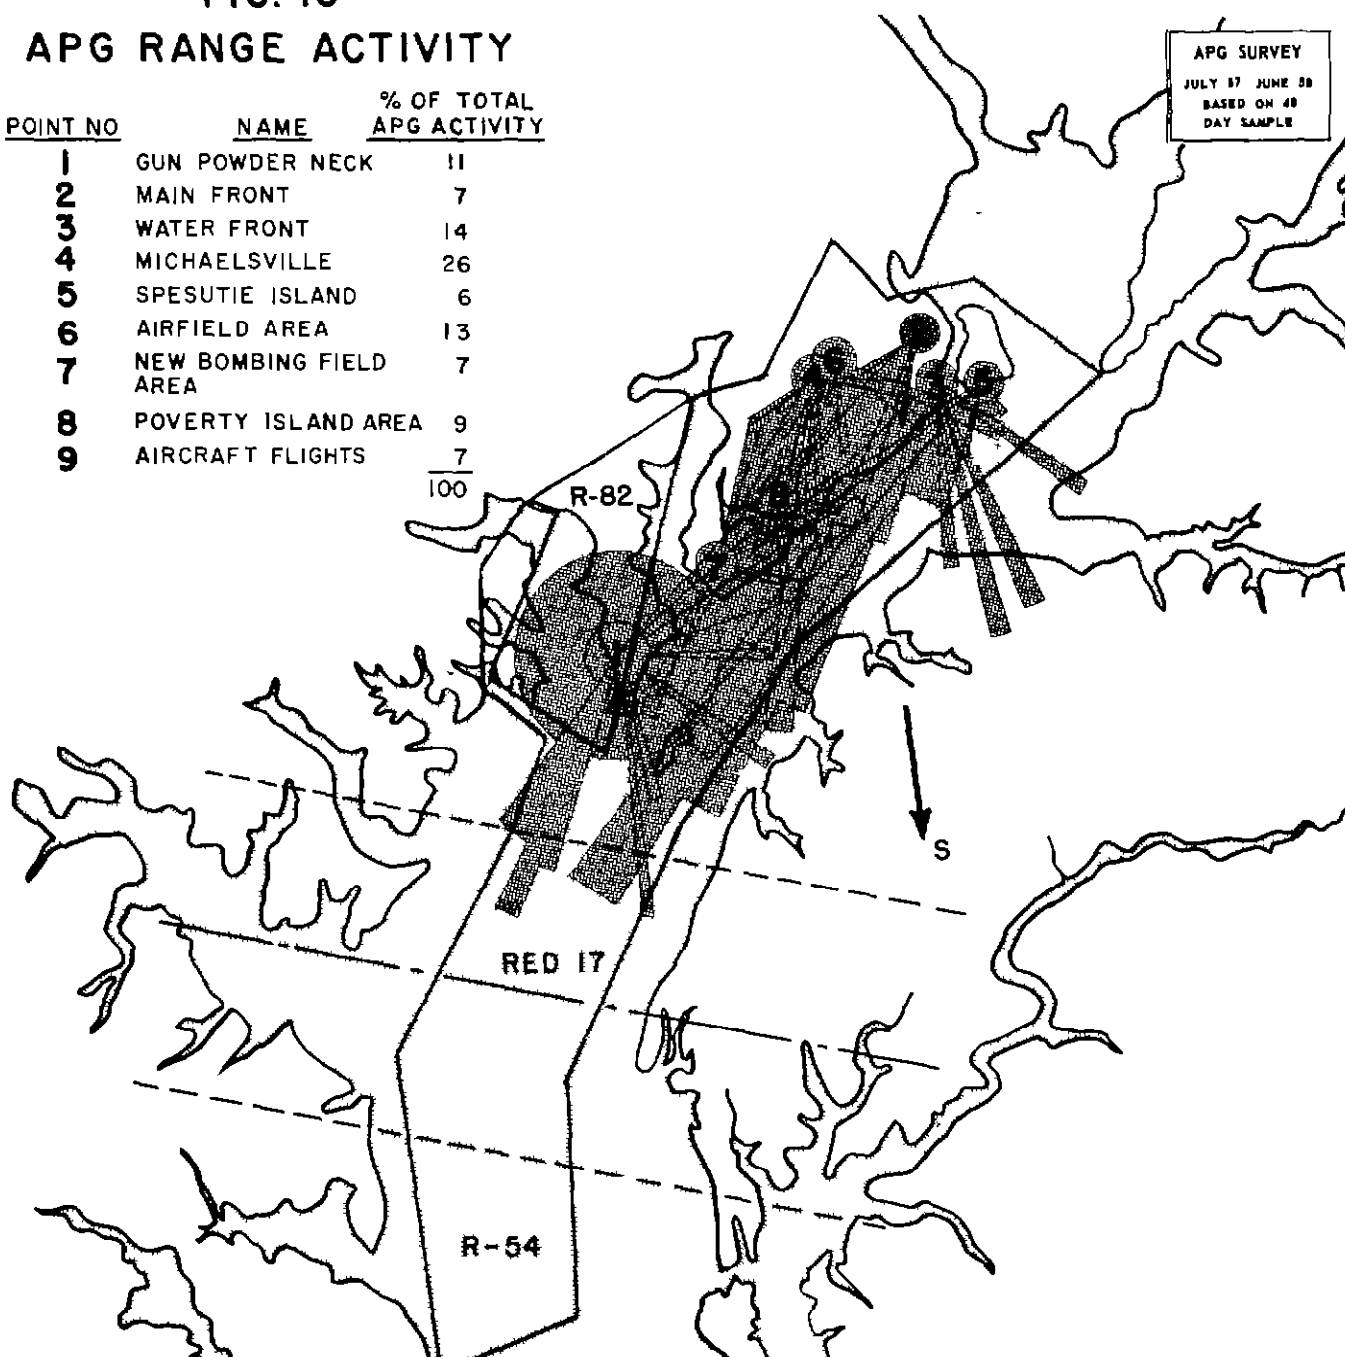 APG RANGE ACTIVITY
POINT NO NAME % OF TOTAL APG ACTIVITY
1 GUN POWDER NECK 11
2 MAIN FRONT 7
3 WATER FRONT 14
4 MICHAELSVILLE 26
5 SPESUTIE ISLAND 6
6 AIRFIELD AREA 13
7 NEW BOMBING FIELD AREA 7
8 POVERTY ISLAND AREA 9
9 AIRCRAFT FLIGHTS 7
100
APG SURVEY
JULY 57 JUNE 58
BASED ON 48
DAY SAMPLE
R-82
S
RED 17
R-54